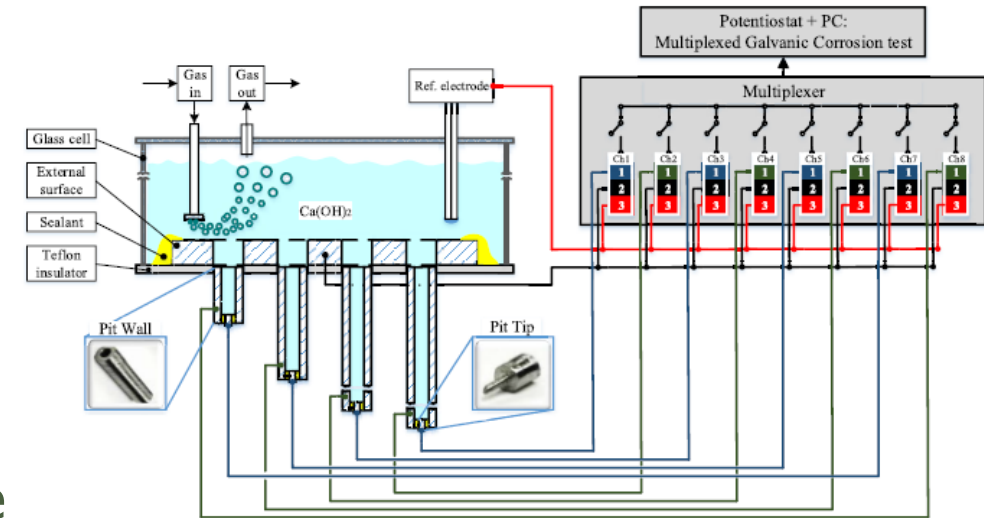 Potentiostat + PC:
Multiplexed Galvanic Corrosion test
Multiplexer
Gas
in
Gas
out
Ref. electrode
Glass cell
External
surface
Sealant
Teflon
insulator
Ca(OH)2
Ch1 Ch2 Ch3 Ch4 Ch5 Ch6 Ch7 Ch8
1 1 1 1 1 1 1 1
2 2 2 2 2 2 2 2
3 3 3 3 3 3 3 3
Pit Wall
Pit Tip
e